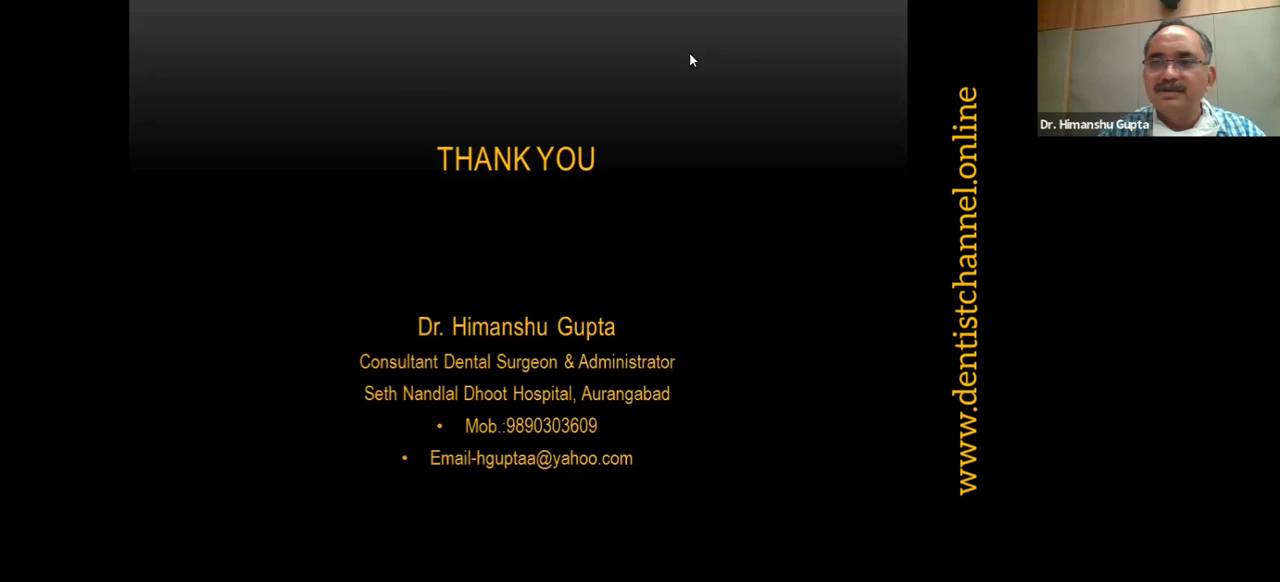 THANK YOU
Dr. Himanshu Gupta
Consultant Dental Surgeon & Administrator
Seth Nandlal Dhoot Hospital, Aurangabad
• Mob.:9890303609
• Email-hguptaa@yahoo.com
www.dentistchannel.online
Dr. Himanshu Gupta